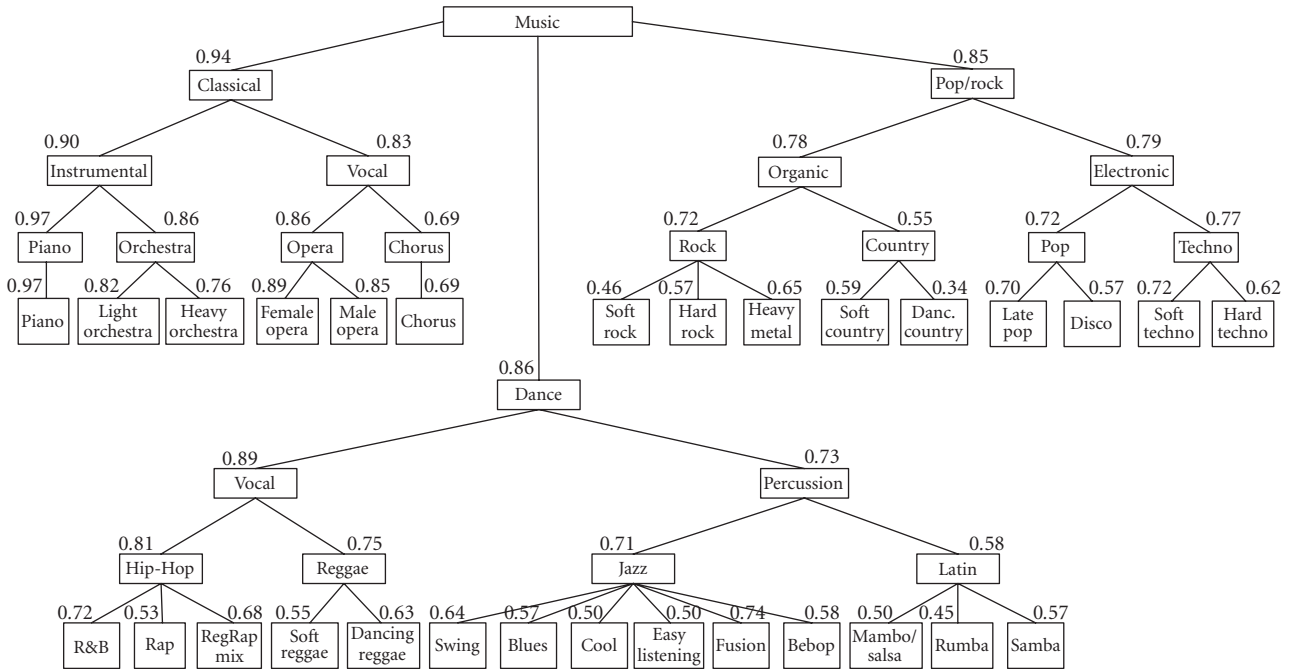 Music
0.94
Classical
0.85
Pop/rock
0.90
Instrumental
0.83
Vocal
0.78
Organic
0.79
Electronic
0.97
Piano
0.86
Orchestra
0.86
Opera
0.69
Chorus
0.72
Rock
0.55
Country
0.72
Pop
0.77
Techno
0.97
Piano
0.82
Light
orchestra
0.76
Heavy
orchestra
0.89
Female
opera
0.85
Male
opera
0.69
Chorus
0.46
Soft
rock
0.57
Hard
rock
0.65
Heavy
metal
0.59
Soft
country
0.34
Danc.
country
0.70
Late
pop
0.57
Disco
0.72
Soft
techno
0.62
Hard
techno
0.86
Dance
0.89
Vocal
0.73
Percussion
0.81
Hip-Hop
0.75
Reggae
0.71
Jazz
0.58
Latin
0.72
R&B
0.53
Rap
0.68
RegRap
mix
0.55
Soft
reggae
0.63
Dancing
reggae
0.64
Swing
0.57
Blues
0.50
Cool
0.50
Easy
listening
0.74
Fusion
0.58
Bebop
0.50
Mambo/
salsa
0.45
Rumba
0.57
Samba